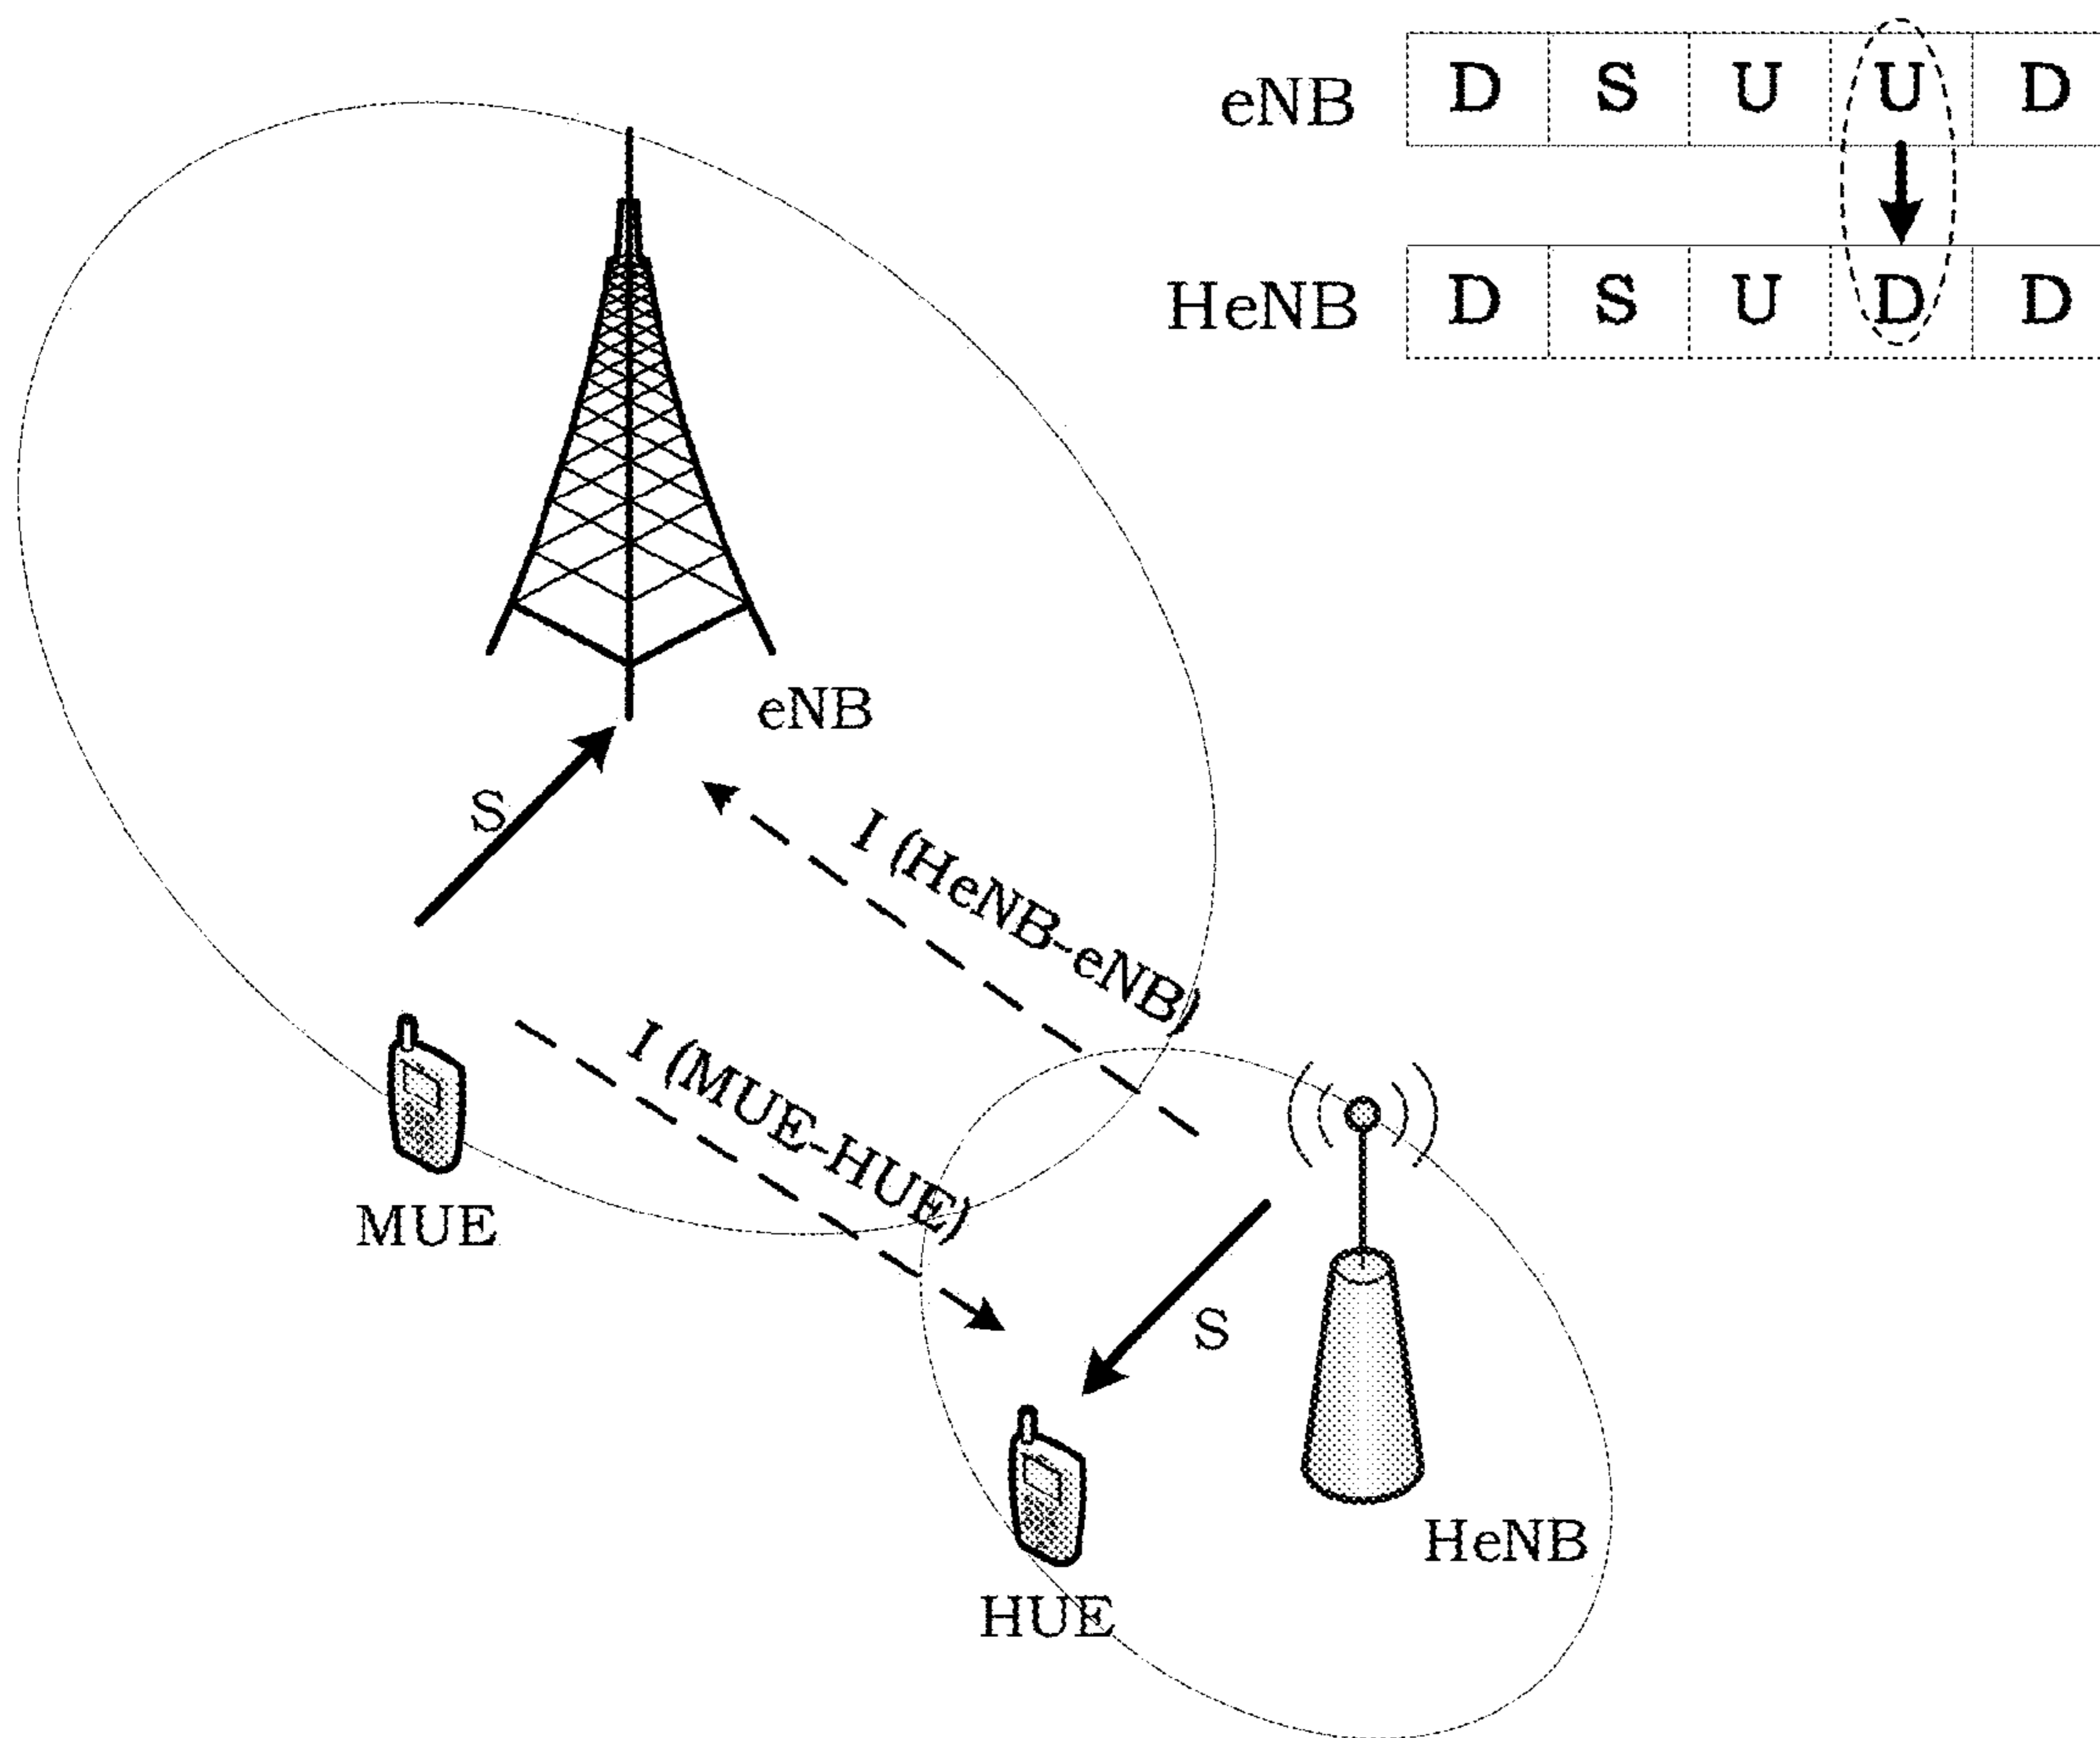 eNB D S U U D
HeNB D S U D D
eNB
S
I (HeNB-eNB)
I (MUE-HUE)
MUE
S
HeNB
HUE